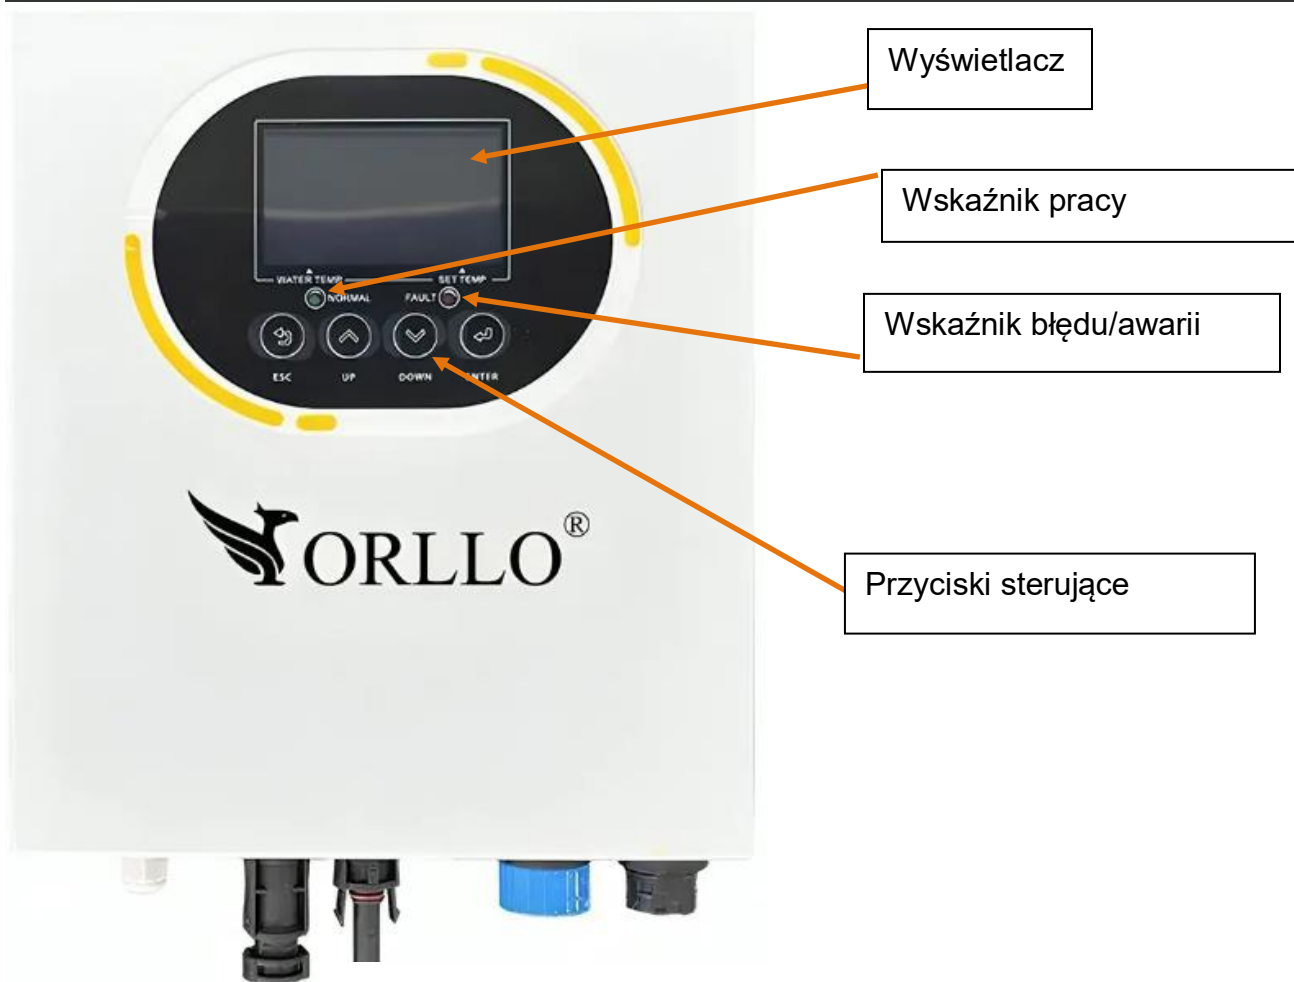 Wyświetlacz
Wskaźnik pracy
WATER TEMP
SET TEMP
NORMAL
FAULT
Wskaźnik błędu/awarii
ESC
UP
DOWN
ENTER
ORLLO®
Przyciski sterujące